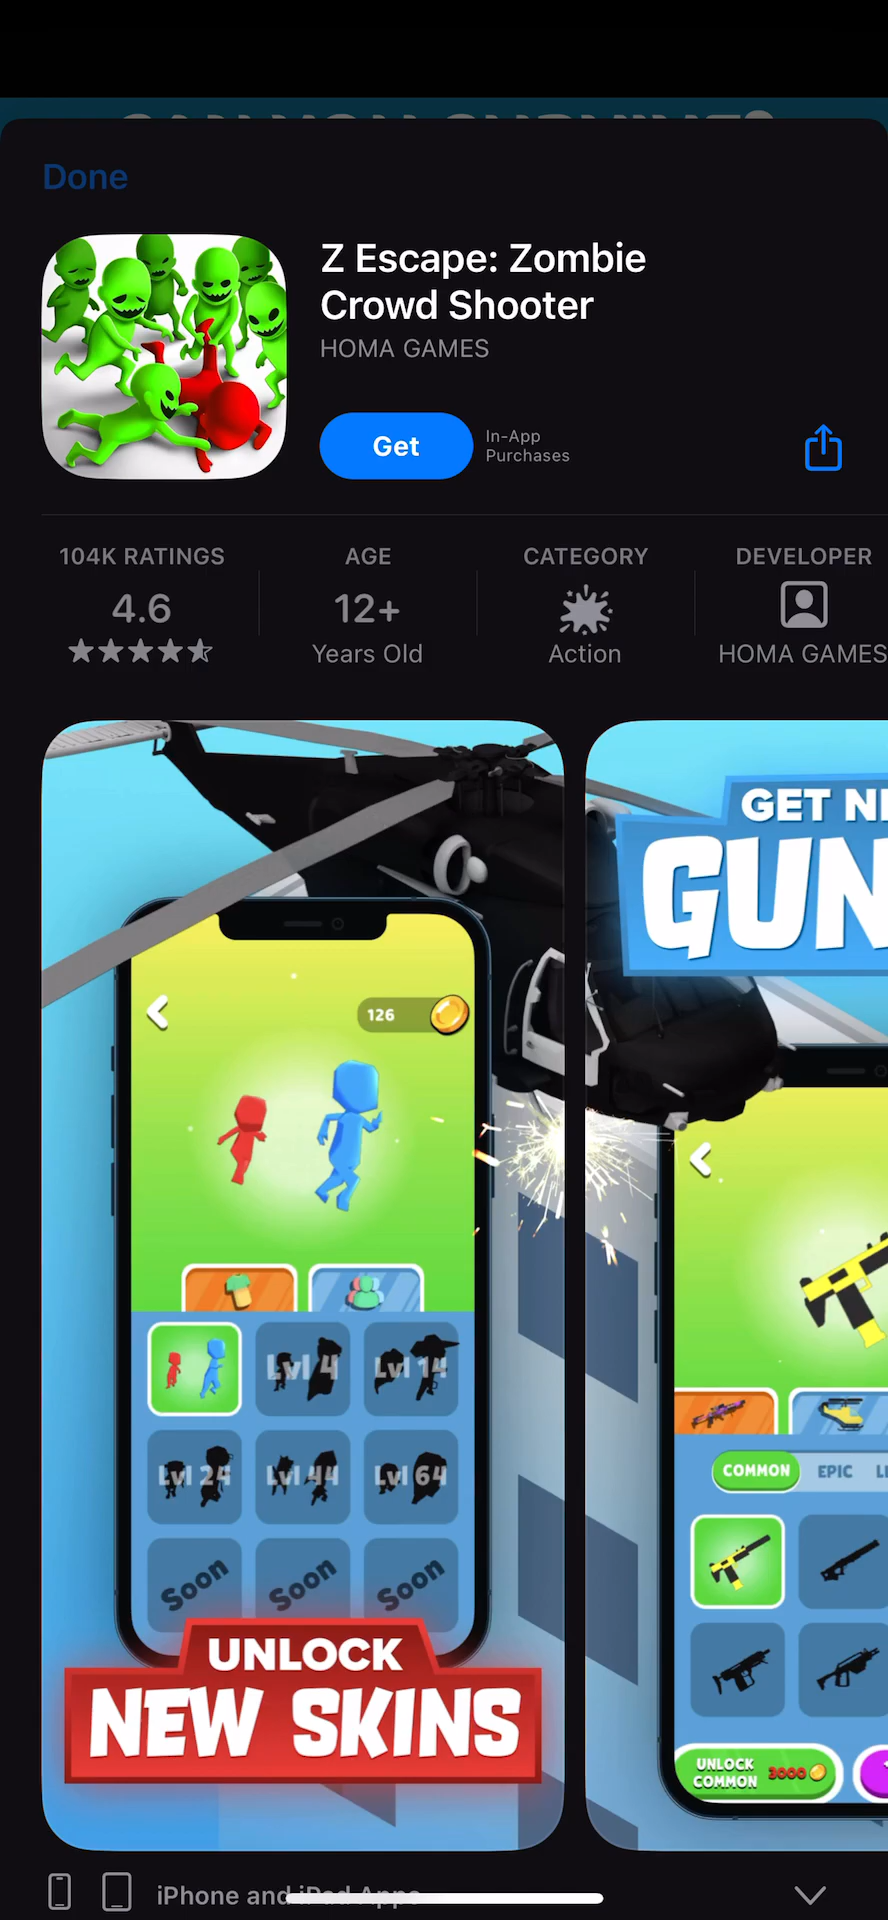 Done
Z Escape: Zombie
Crowd Shooter
HOMA GAMES
Get
In-App
Purchases
104K RATINGS
4.6
AGE
12+
Years Old
CATEGORY
Action
DEVELOPER
HOMA GAMES
126
Lvl 4
Lvl 14
Lvl 24
Lvl 44
Lvl 64
Soon
Soon
Soon
UNLOCK
NEW SKINS
GET
GUN
COMMON
EPIC
UNLOCK
COMMON
3000
iPhone and iPad Apps